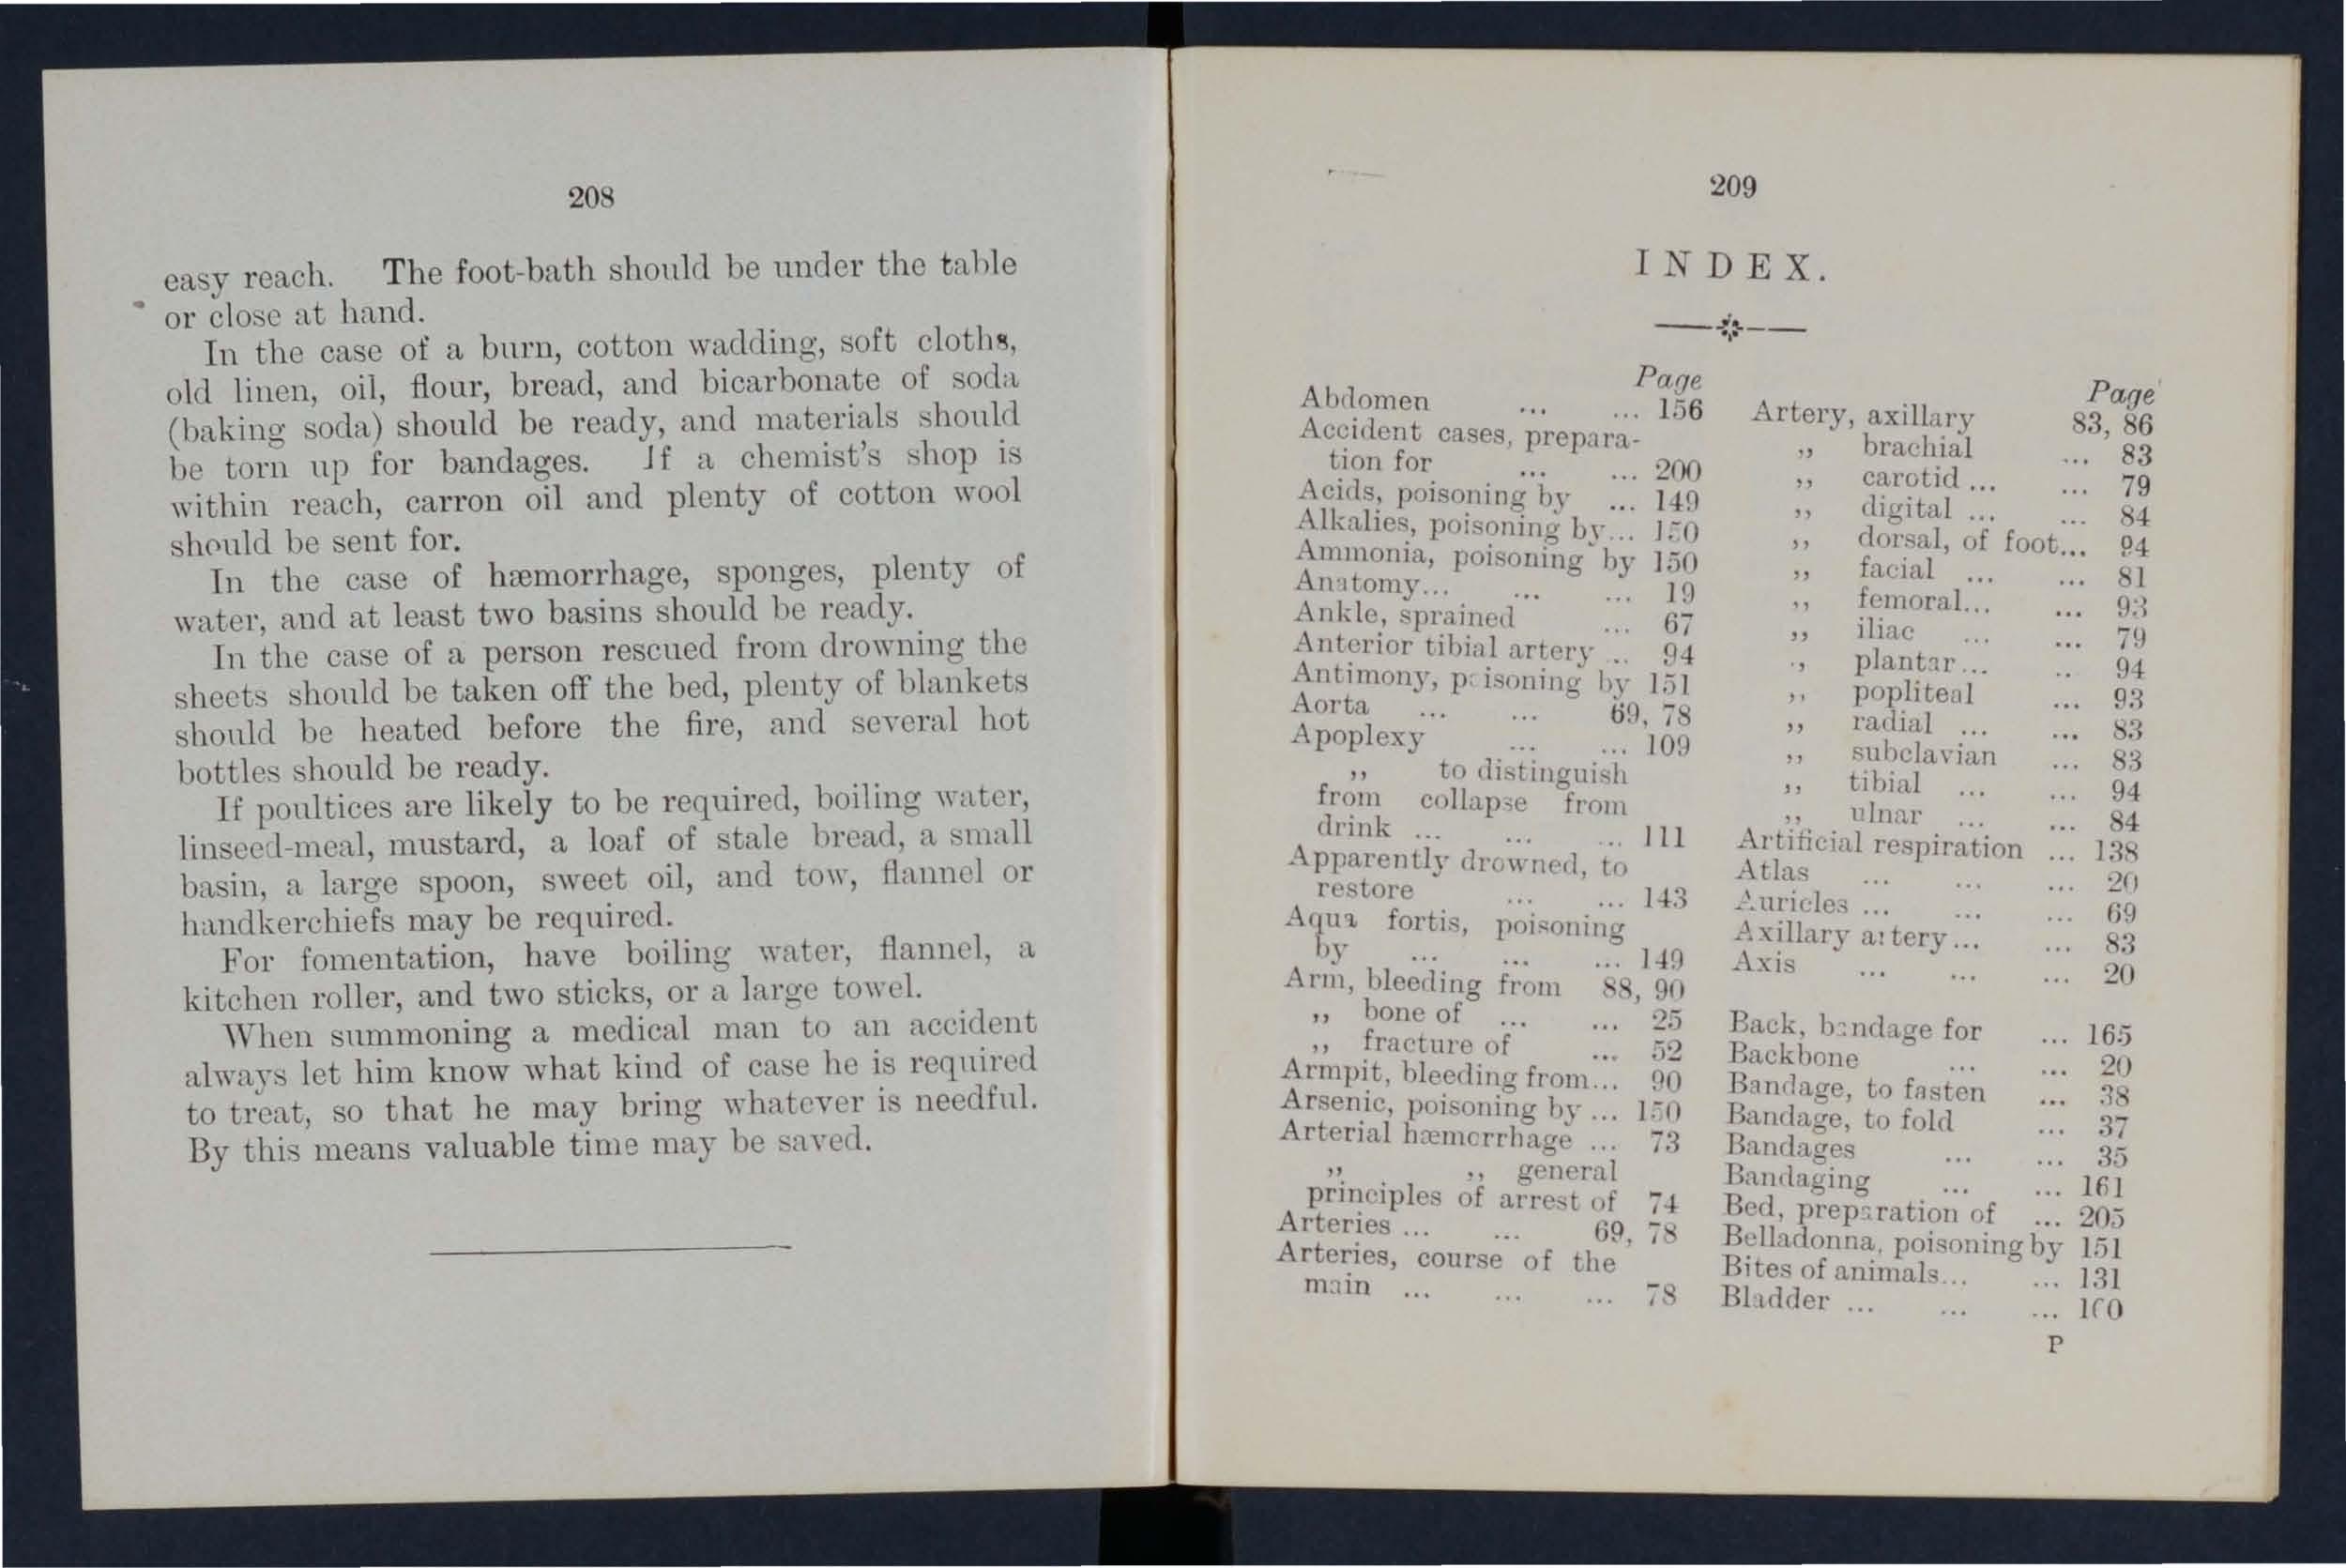 208
easy reach. The foot-bath should be under the table
or close at hand.
In the case of a burn, cotton wadding, soft cloths,
old linen, oil, flour, bread, and bicarbonate of soda
(baking soda) should be ready, and materials should
be torn up for bandages. If a chemist's shop is
within reach, carron oil and plenty of cotton wool
should be sent for.
In the case of hæmorrhage, sponges, plenty of
water, and at least two basins should be ready.
In the case of a person rescued from drowning the
sheets should be taken off the bed, plenty of blankets
should be heated before the fire, and several hot
bottles should be ready.
If poultices are likely to be required, boiling water,
linseed-meal, mustard, a loaf of stale bread, a small
basin, a large spoon, sweet oil, and tow, flannel or
handkerchiefs may be required.
For fomentation, have boiling water, flannel, a
kitchen roller, and two sticks, or a large towel.
When summoning a medical man to an accident
always let him know what kind of case he is required
to treat, so that he may bring whatever is needful.
By this means valuable time may be saved.
209
INDEX.
Page
Abdomen ... ... 156
Accident cases, prepara-
tion for ... ... 200
Acids, poisoning by ... 149
Alkalies, poisoning by... 150
Ammonia, poisoning by 150
Anatomy... ... ... 19
Ankle, sprained ... 67
Anterior tibial artery ... 94
Antimony, poisoning by 151
Aorta ... ... 69, 78
Apoplexy ... ... 109
,, to distinguish
from collapse from
drink ... ... ... 111
Apparently drowned, to
restore ... ... 143
Aqua fortis, poisoning
by ... ... ... 149
Arm, bleeding from 88, 90
,, bone of ... ... 25
,, fracture of ... 52
Armpit, bleeding from... 90
Arsenic, poisoning by ... 150
Arterial hæmorrhage ... 73
,, ,, general
principles of arrest of 74
Arteries ... ... 69, 78
Arteries, course of the
main ... ... ... 78
Page
Artery, axillary 83, 86
,, brachial ... 83
,, carotid ... ... 79
,, digital ... ... 84
,, dorsal, of foot... 94
,, facial ... ... 81
,, femoral... ... 93
,, iliac ... ... 79
,, plantar... .. 94
,, popliteal ... 93
,, radial ... ... 83
,, subclavian ... 83
,, tibial ... ... 94
,, ulnar ... ... 84
Artificial respiration ... 138
Atlas ... ... ... 20
Auricles ... ... ... 69
Axillary artery... ... 83
Axis ... ... ... 20
Back, bandage for ... 165
Backbone ... ... 20
Bandage, to fasten ... 38
Bandage, to fold ... 37
Bandages ... ... 35
Bandaging ... ... 161
Bed, preparation of ... 205
Belladonna, poisoning by 151
Bites of animals... ... 131
Bladder ... ... ...
P